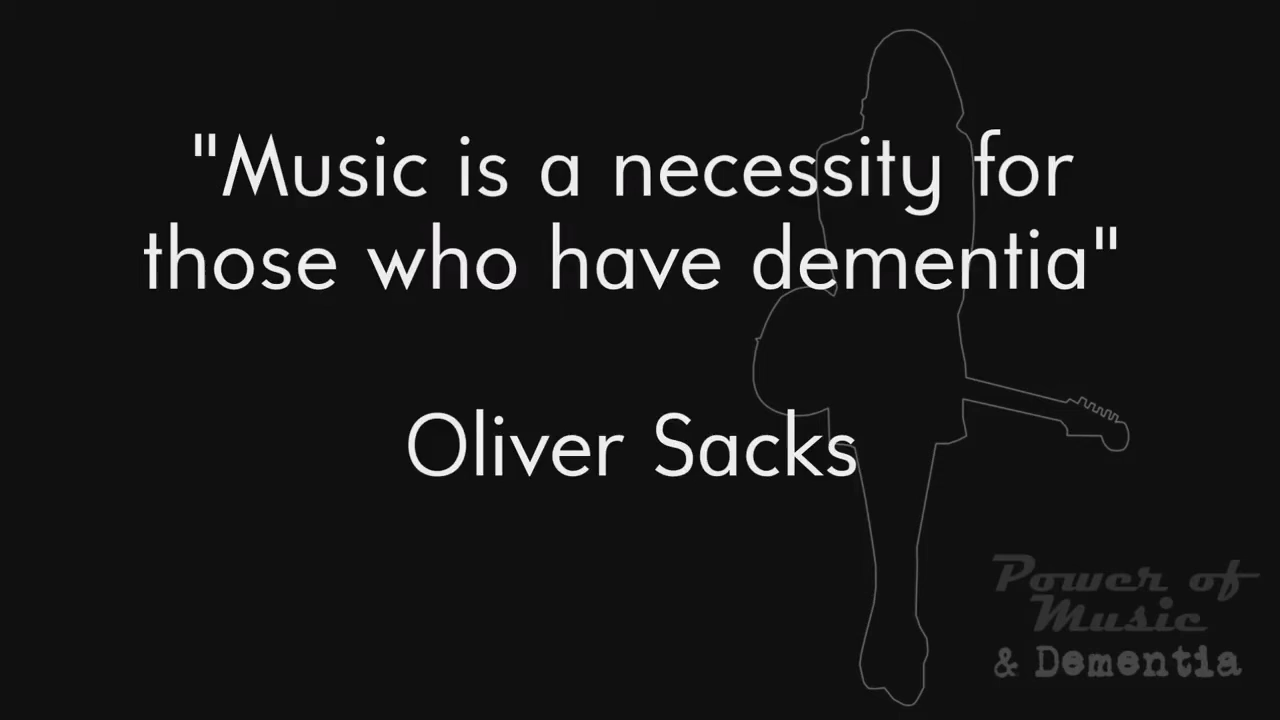 "Music is a necessity for
those who have dementia"
Oliver Sacks
Power of
Music
& Dementia